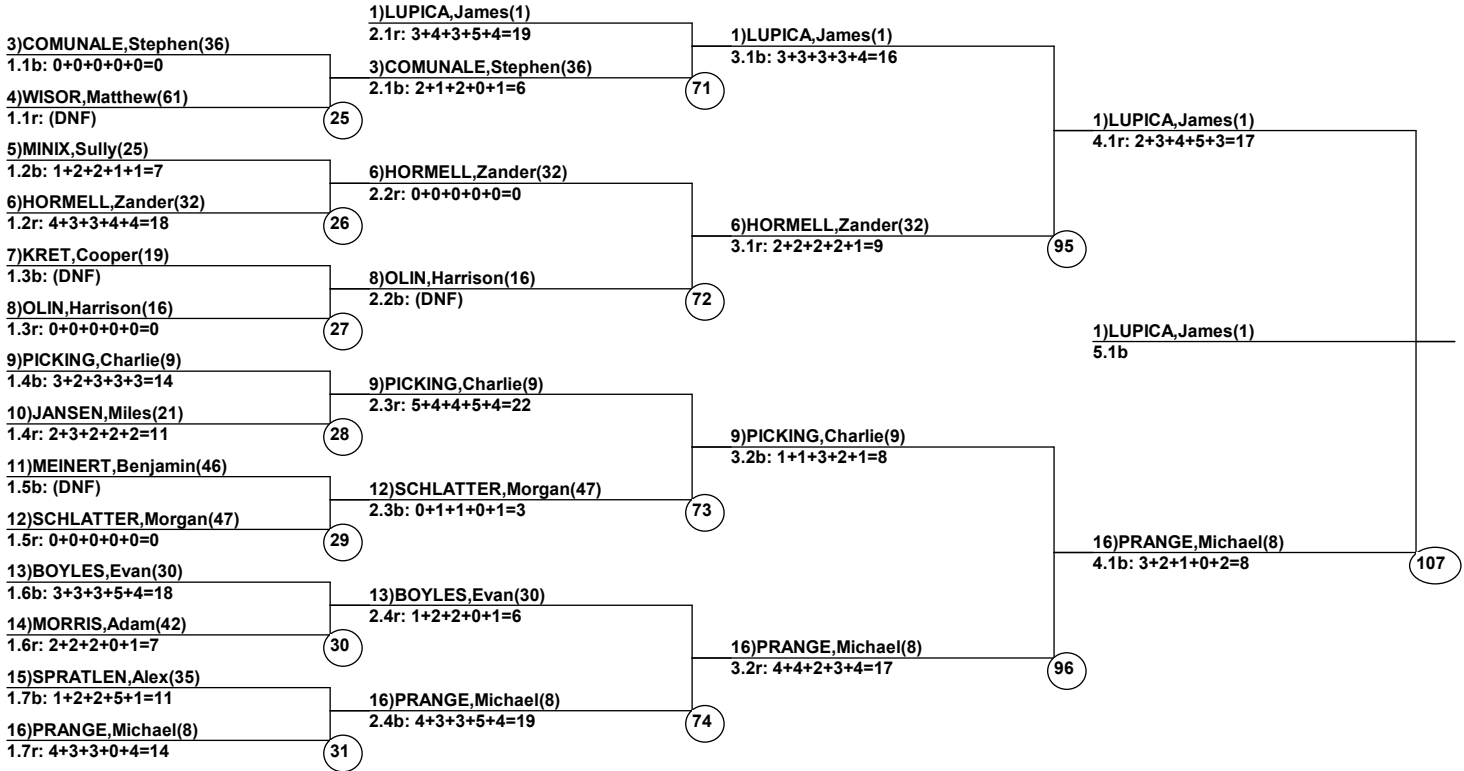 3)COMUNALE,Stephen(36)
1.1b: 0+0+0+0+0=0
4)WISOR,Matthew(61)
1.1r: (DNF)
25
5)MINIX,Sully(25)
1.2b: 1+2+2+1+1=7
6)HORMELL,Zander(32)
1.2r: 4+3+3+4+4=18
26
7)KRET,Cooper(19)
1.3b: (DNF)
8)OLIN,Harrison(16)
1.3r: 0+0+0+0+0=0
27
9)PICKING,Charlie(9)
1.4b: 3+2+3+3+3=14
10)JANSEN,Miles(21)
1.4r: 2+3+2+2+2=11
28
11)MEINERT,Benjamin(46)
1.5b: (DNF)
12)SCHLATTER,Morgan(47)
1.5r: 0+0+0+0+0=0
29
13)BOYLES,Evan(30)
1.6b: 3+3+3+5+4=18
14)MORRIS,Adam(42)
1.6r: 2+2+2+0+1=7
30
15)SPRATLEN,Alex(35)
1.7b: 1+2+2+5+1=11
16)PRANGE,Michael(8)
1.7r: 4+3+3+0+4=14
31
1)LUPICA,James(1)
2.1r: 3+4+3+5+4=19
3)COMUNALE,Stephen(36)
2.1b: 2+1+2+0+1=6
71
6)HORMELL,Zander(32)
2.2r: 0+0+0+0+0=0
8)OLIN,Harrison(16)
2.2b: (DNF)
72
9)PICKING,Charlie(9)
2.3r: 5+4+4+5+4=22
12)SCHLATTER,Morgan(47)
2.3b: 0+1+1+0+1=3
73
13)BOYLES,Evan(30)
2.4r: 1+2+2+0+1=6
16)PRANGE,Michael(8)
2.4b: 4+3+3+5+4=19
74
1)LUPICA,James(1)
3.1b: 3+3+3+3+4=16
6)HORMELL,Zander(32)
3.1r: 2+2+2+2+1=9
95
9)PICKING,Charlie(9)
3.2b: 1+1+3+2+1=8
16)PRANGE,Michael(8)
3.2r: 4+4+2+3+4=17
96
1)LUPICA,James(1)
4.1r: 2+3+4+5+3=17
16)PRANGE,Michael(8)
4.1b: 3+2+1+0+2=8
107
1)LUPICA,James(1)
5.1b